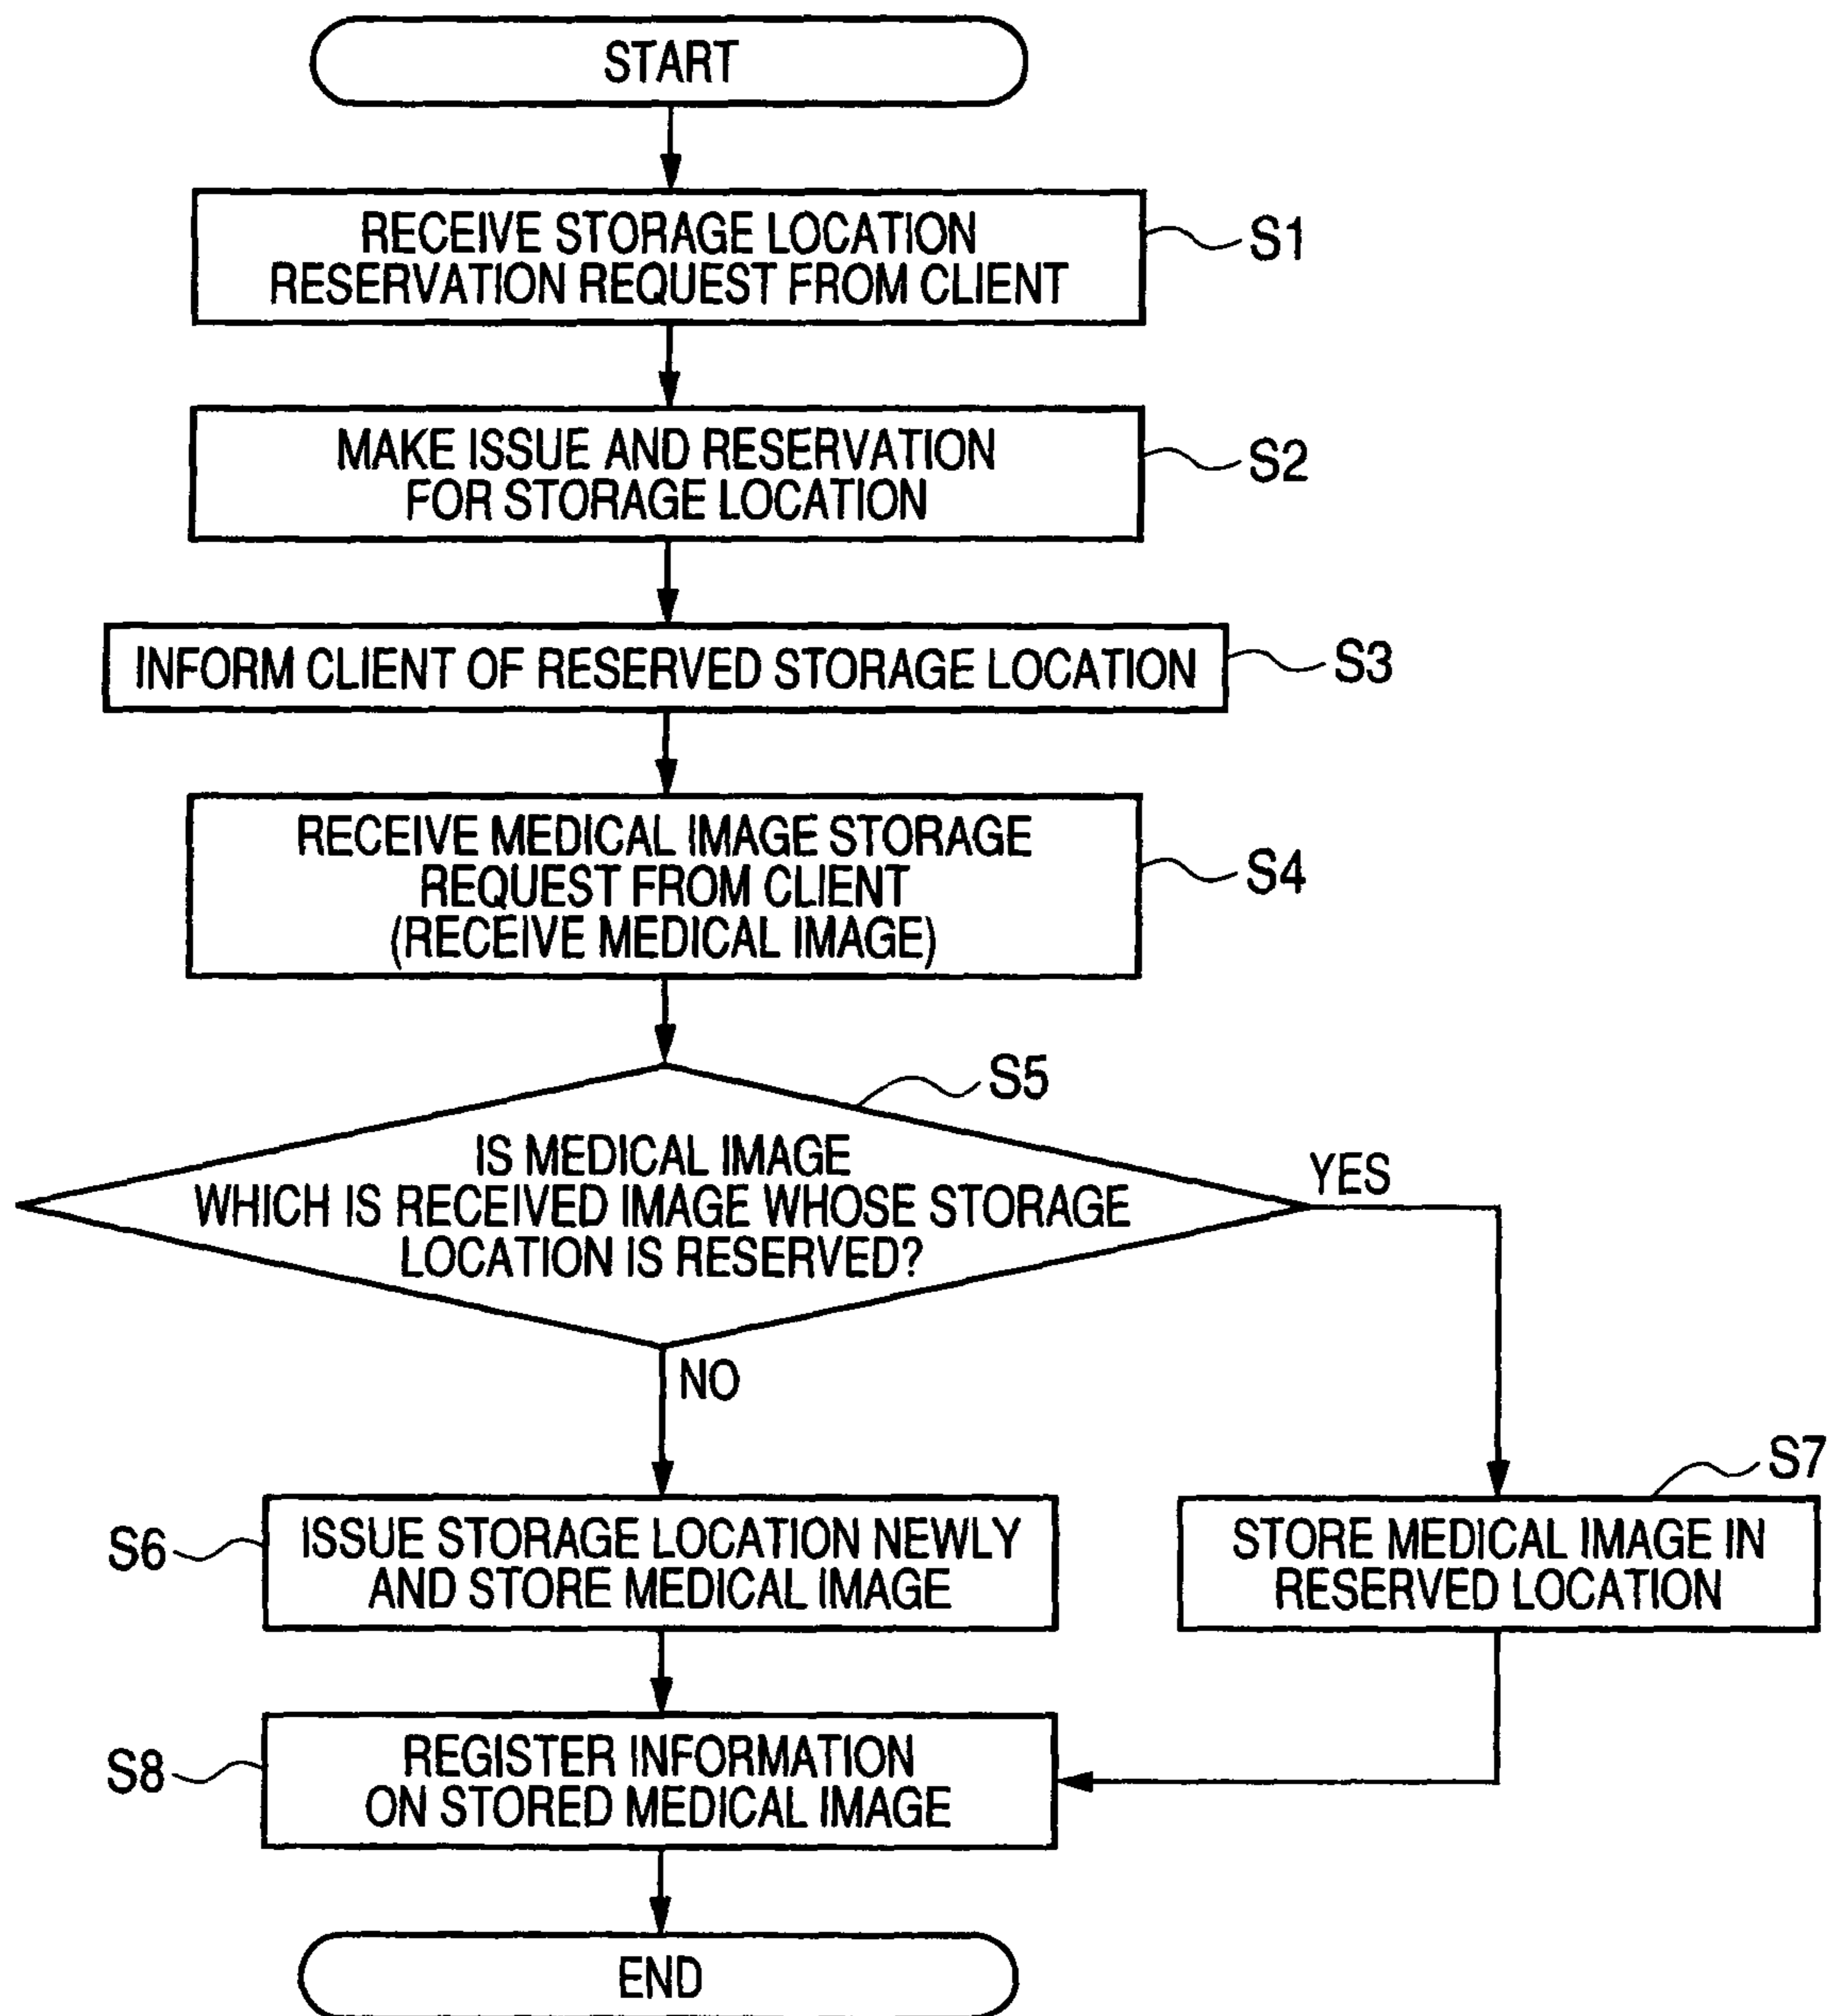 START
RECEIVE STORAGE LOCATION
RESERVATION REQUEST FROM CLIENT
S1
MAKE ISSUE AND RESERVATION
FOR STORAGE LOCATION
S2
INFORM CLIENT OF RESERVED STORAGE LOCATION
S3
RECEIVE MEDICAL IMAGE STORAGE
REQUEST FROM CLIENT
(RECEIVE MEDICAL IMAGE)
S4
S5
IS MEDICAL IMAGE
WHICH IS RECEIVED IMAGE WHOSE STORAGE
LOCATION IS RESERVED?
YES
NO
S6
ISSUE STORAGE LOCATION NEWLY
AND STORE MEDICAL IMAGE
S7
STORE MEDICAL IMAGE IN
RESERVED LOCATION
S8
REGISTER INFORMATION
ON STORED MEDICAL IMAGE
END